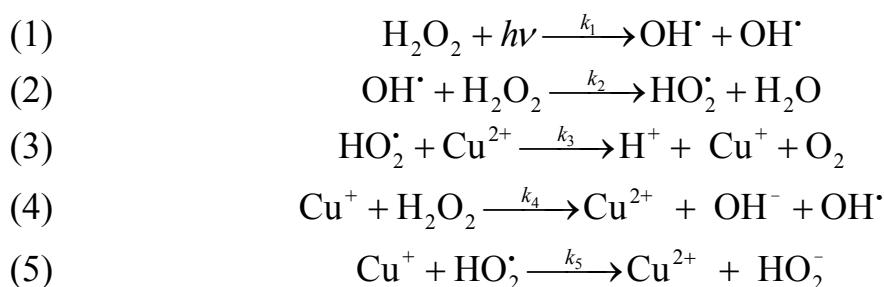 (1) H₂O₂ + hν —k₁→ OH˙ + OH˙
(2) OH˙ + H₂O₂ —k₂→ HO₂˙ + H₂O
(3) HO₂˙ + Cu²⁺ —k₃→ H⁺ + Cu⁺ + O₂
(4) Cu⁺ + H₂O₂ —k₄→ Cu²⁺ + OH⁻ + OH˙
(5) Cu⁺ + HO₂˙ —k₅→ Cu²⁺ + HO₂⁻